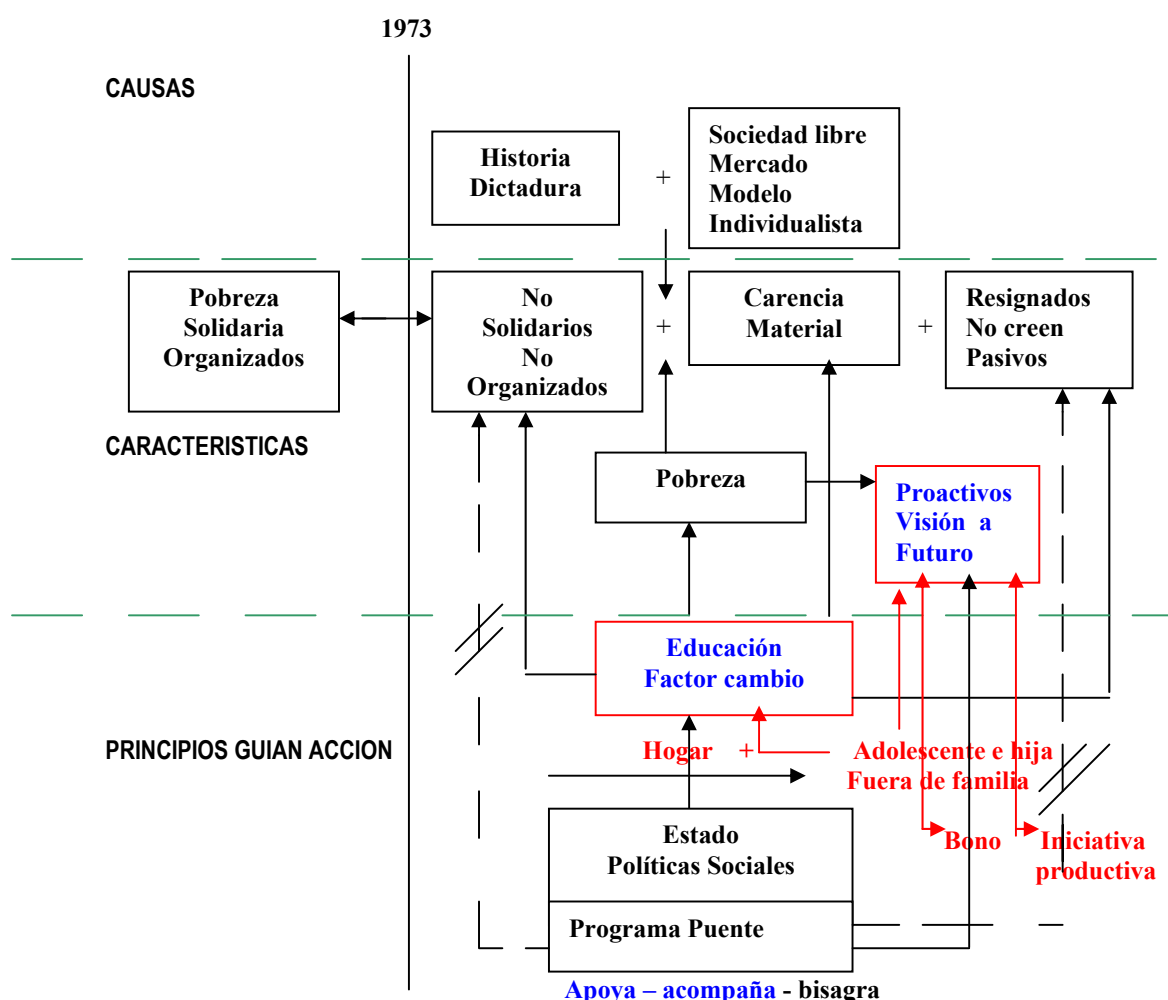 1973
CAUSAS
Historia
Dictadura
+
Sociedad libre
Mercado
Modelo
Individualista
Pobreza
Solidaria
Organizados
No
Solidarios
No
Organizados
+
Carencia
Material
+
Resignados
No creen
Pasivos
CARACTERISTICAS
Pobreza
Proactivos
Visión a
Futuro
Educación
Factor cambio
PRINCIPIOS GUIAN ACCION
Hogar +
Adolescente e hija
Fuera de familia
Estado
Políticas Sociales
Bono
Iniciativa
productiva
Programa Puente
Apoya – acompaña - bisagra